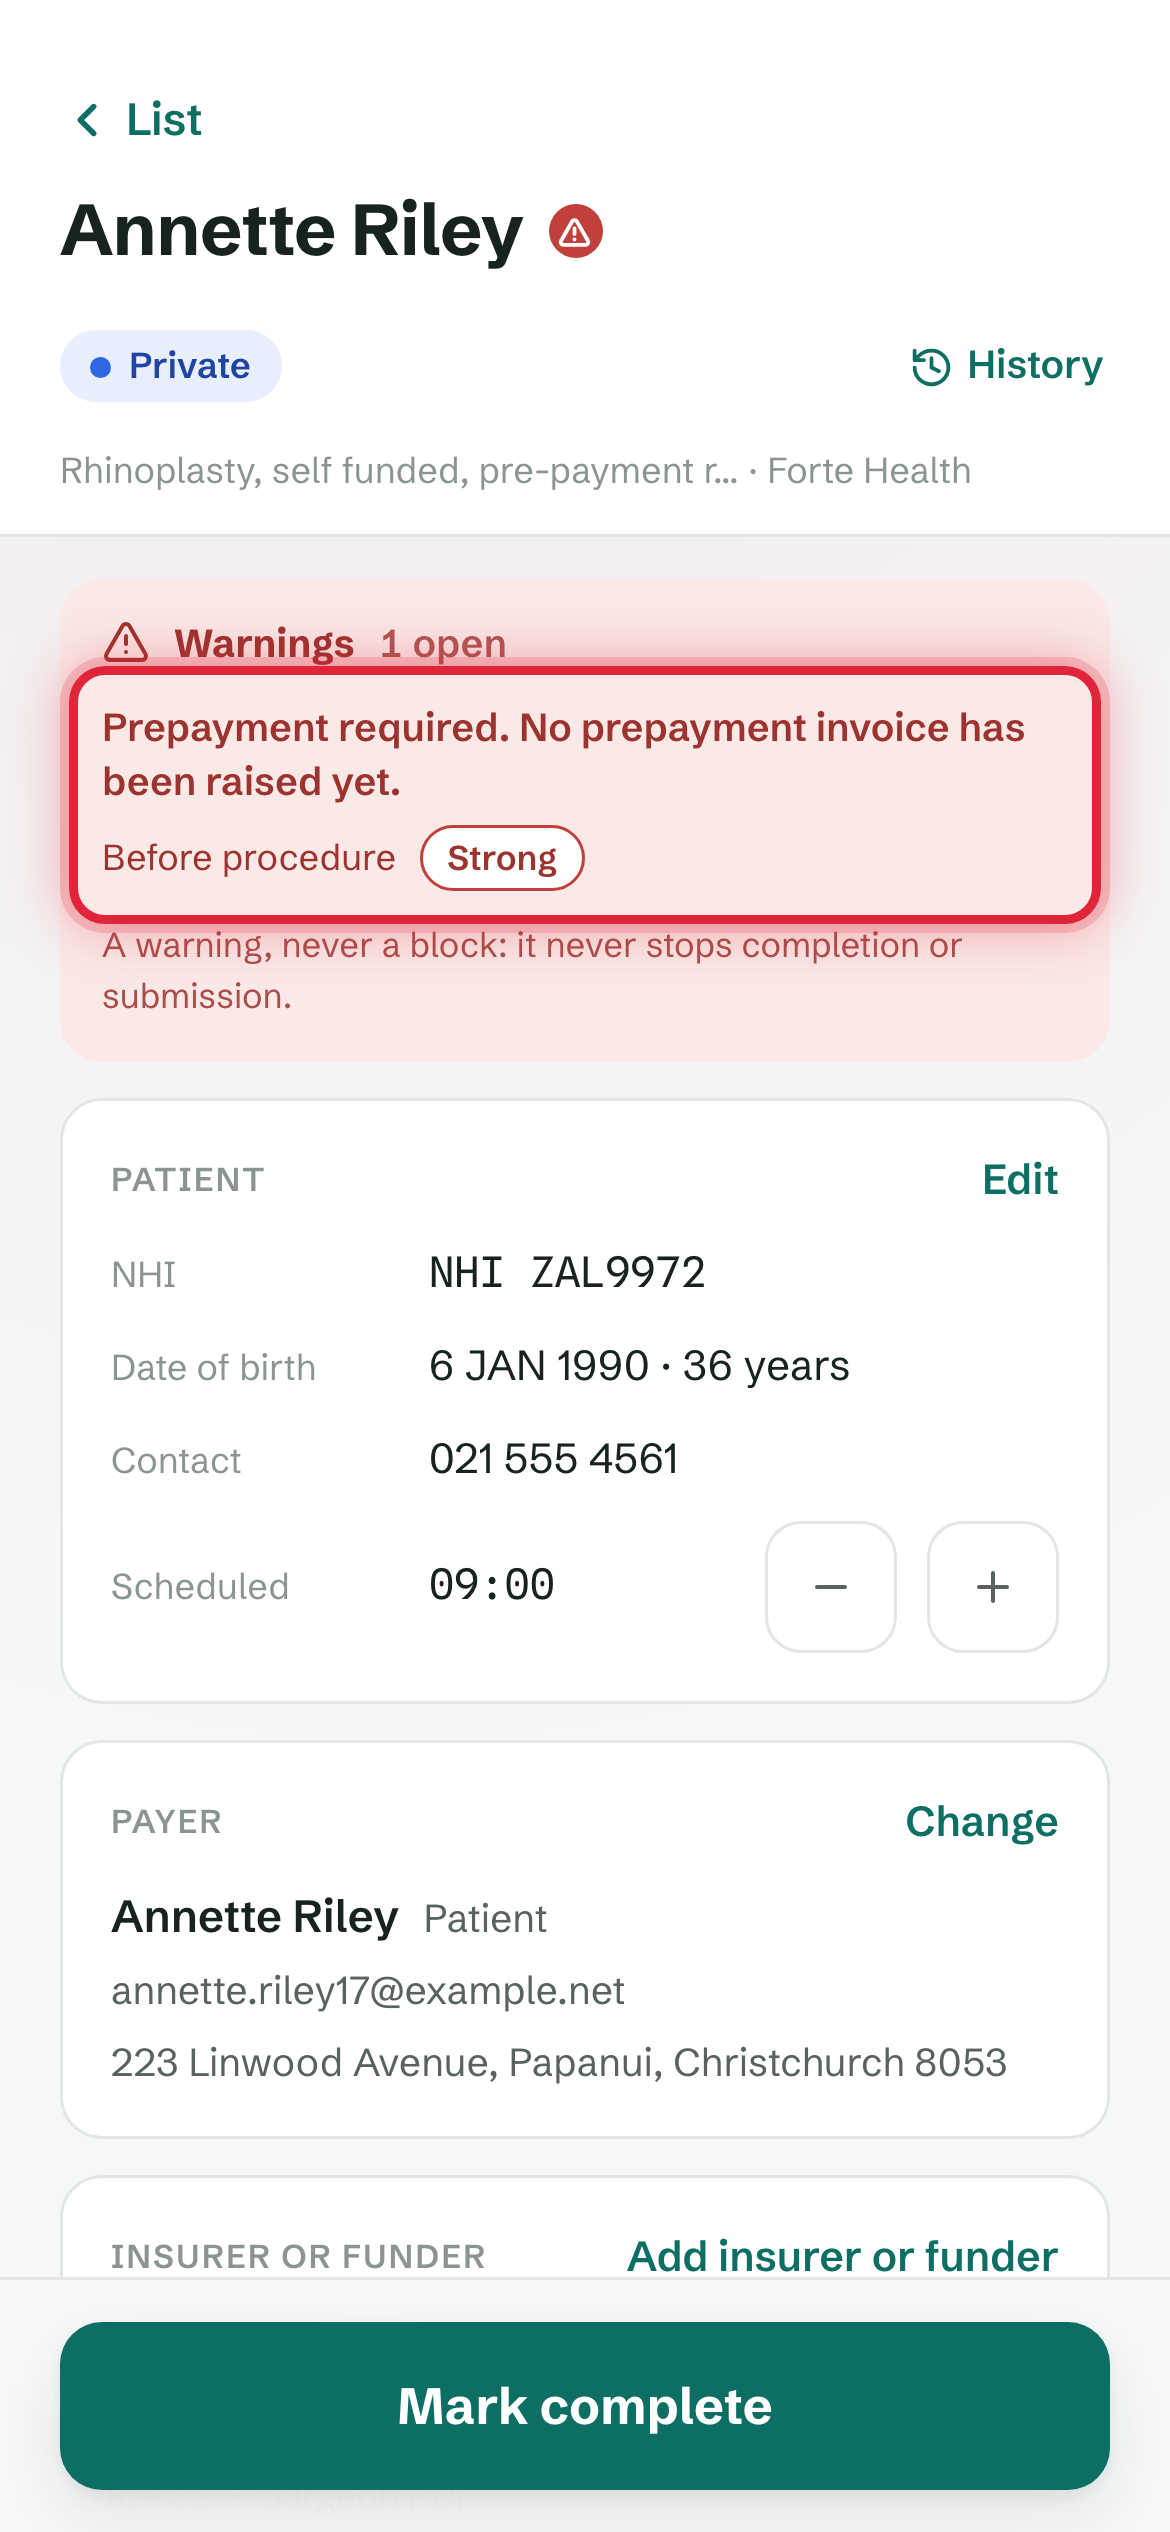 List
Annette Riley
Private
History
Rhinoplasty, self funded, pre-payment r... · Forte Health
Warnings 1 open
Prepayment required. No prepayment invoice has
been raised yet.
Before procedure Strong
A warning, never a block: it never stops completion or
submission.
PATIENT Edit
NHI NHI ZAL9972
Date of birth 6 JAN 1990 · 36 years
Contact 021 555 4561
Scheduled 09:00
PAYER Change
Annette Riley Patient
annette.riley17@example.net
223 Linwood Avenue, Papanui, Christchurch 8053
INSURER OR FUNDER Add insurer or funder
Mark complete